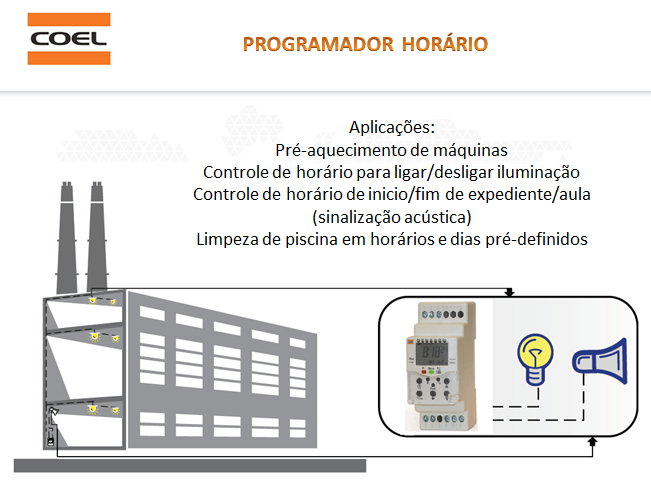 COEL
PROGRAMADOR HORÁRIO
Aplicações:
Pré-aquecimento de máquinas
Controle de horário para ligar/desligar iluminação
Controle de horário de inicio/fim de expediente/aula
(sinalização acústica)
Limpeza de piscina em horários e dias pré-definidos